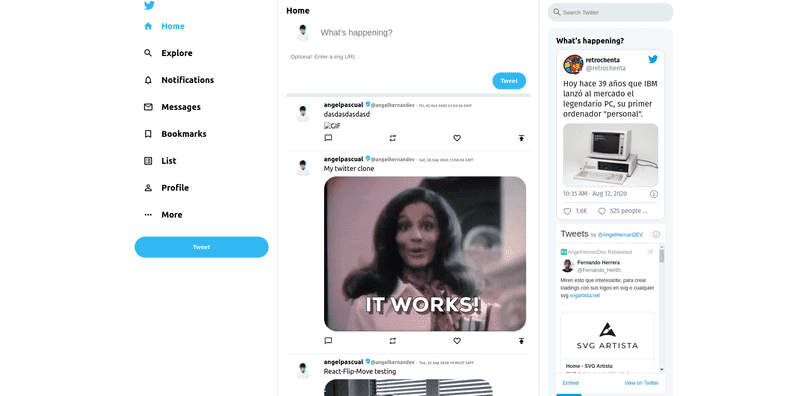 Home
Explore
Notifications
Messages
Bookmarks
List
Profile
More
Tweet
Home
What's happening?
Optional: Enter a img URL
Tweet
angelpascual @angelhernandev - Fri, 02 Oct 2020 21:03:34 GMT
dasdasdasdasd
GIF
angelpascual @angelhernandev - Sat, 26 Sep 2020 15:58:39 GMT
My twitter clone
IT WORKS!
angelpascual @angelhernandev - Tue, 22 Sep 2020 10:05:07 GMT
React-Flip-Move testing
Search Twitter
What's happening?
retrochenta
@retrochenta
Hoy hace 39 años que IBM
lanzó al mercado el
legendario PC, su primer
ordenador "personal".
10:35 AM · Aug 12, 2020
1.6K
525 people ...
Tweets by @AngelHernanDEV
AngelHernanDev Retweeted
Fernando Herrera
@Fernando_Her85
Miren esto que interesante, para crear
loadings con sus logos en svg o cualquier
svg svgartista.net
SVG ARTISTA
Home - SVG Artista
Embed
View on Twitter